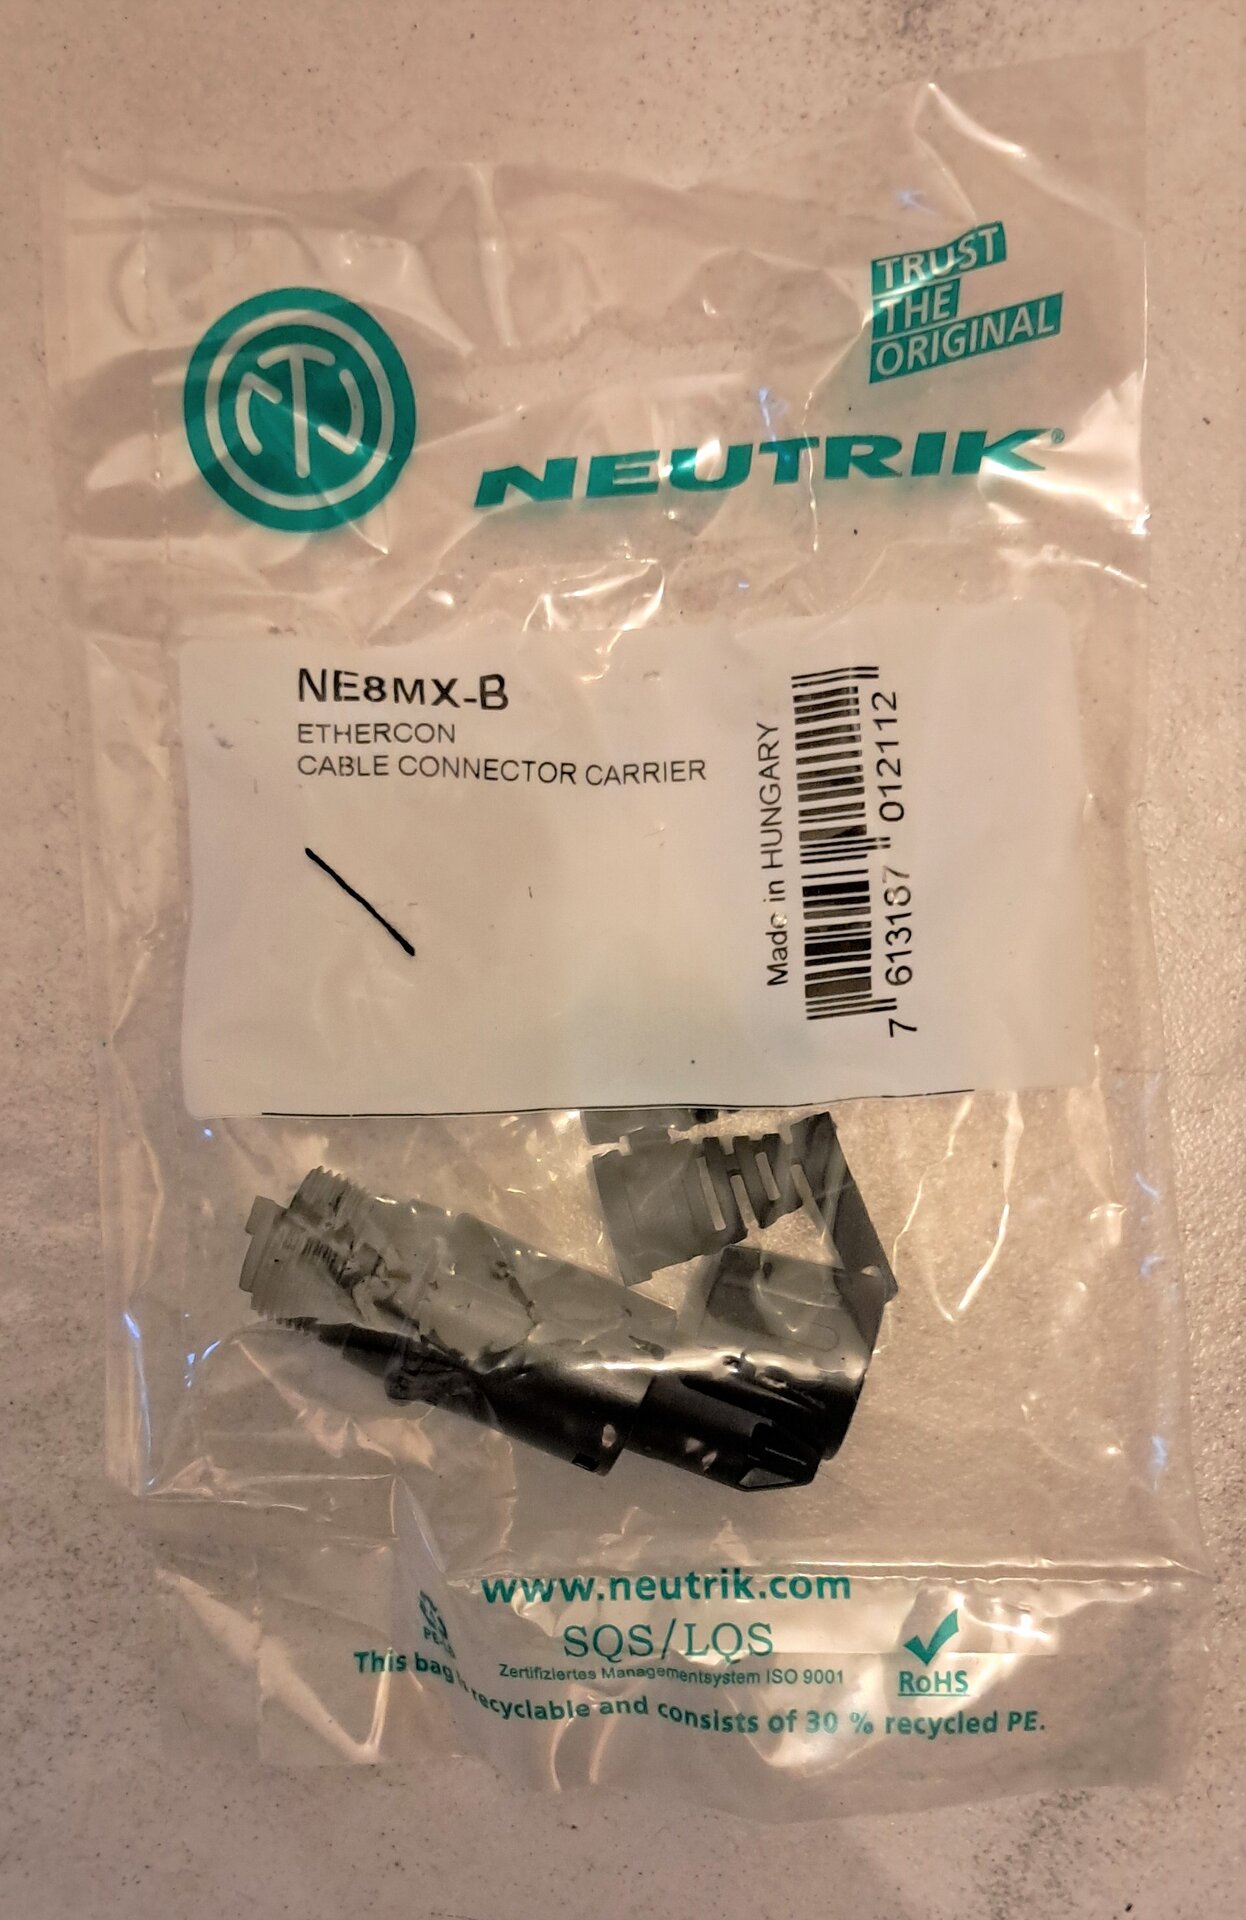 TRUST
THE
ORIGINAL
NEUTRIK®
NE8MX-B
ETHERCON
CABLE CONNECTOR CARRIER
Made in HUNGARY
7 613187 012112
www.neutrik.com
SQS/LQS
Zertifiziertes Managementsystem ISO 9001
RoHS
This bag recyclable and consists of 30 % recycled PE.